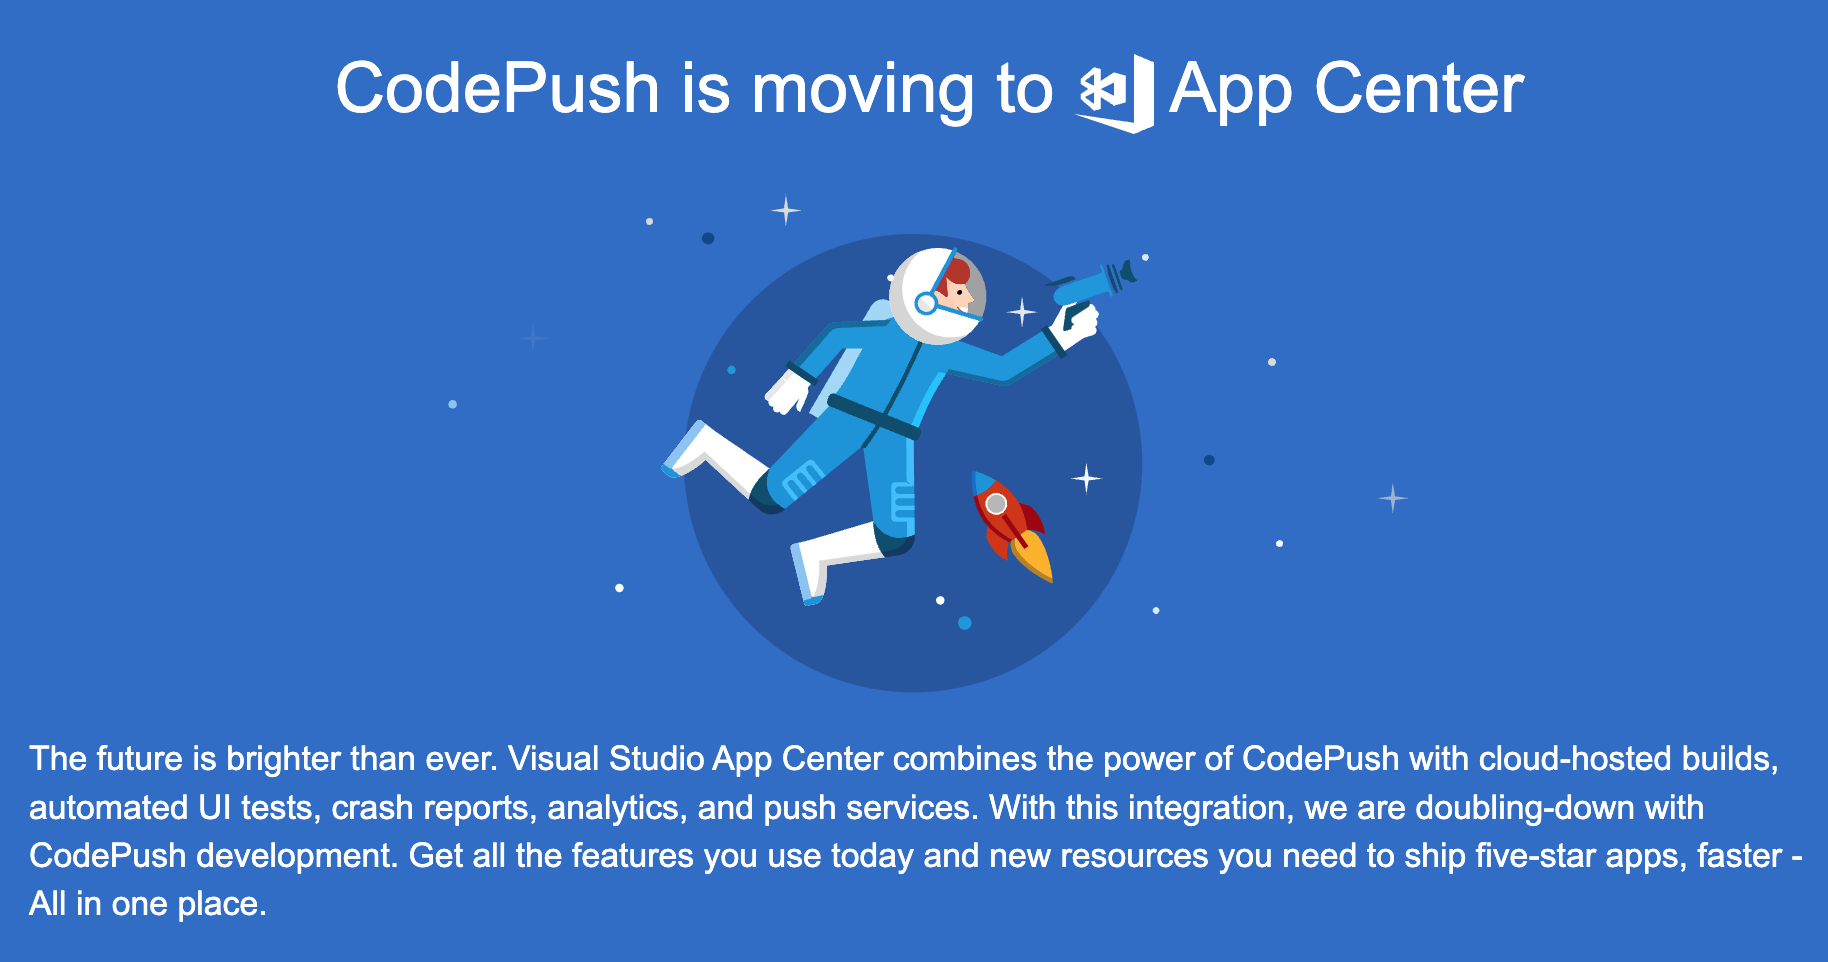 CodePush is moving to App Center
The future is brighter than ever. Visual Studio App Center combines the power of CodePush with cloud-hosted builds,
automated UI tests, crash reports, analytics, and push services. With this integration, we are doubling-down with
CodePush development. Get all the features you use today and new resources you need to ship five-star apps, faster -
All in one place.